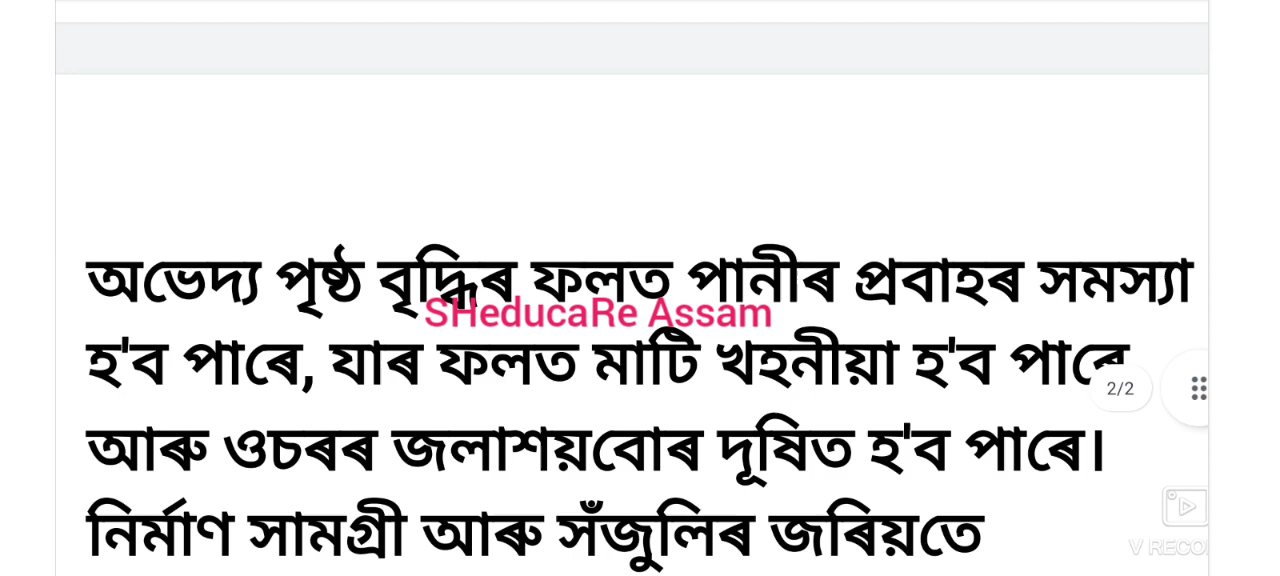 অভেদ্য পৃষ্ঠ বৃদ্ধিৰ ফলত পানীৰ প্ৰবাহৰ সমস্যা
SHeducaRe Assam
হ'ব পাৰে, যাৰ ফলত মাটি খহনীয়া হ'ব পাৰে
2/2
আৰু ওচৰৰ জলাশয়বোৰ দূষিত হ'ব পাৰে।
নিৰ্মাণ সামগ্ৰী আৰু সঁজুলিৰ জৰিয়তে